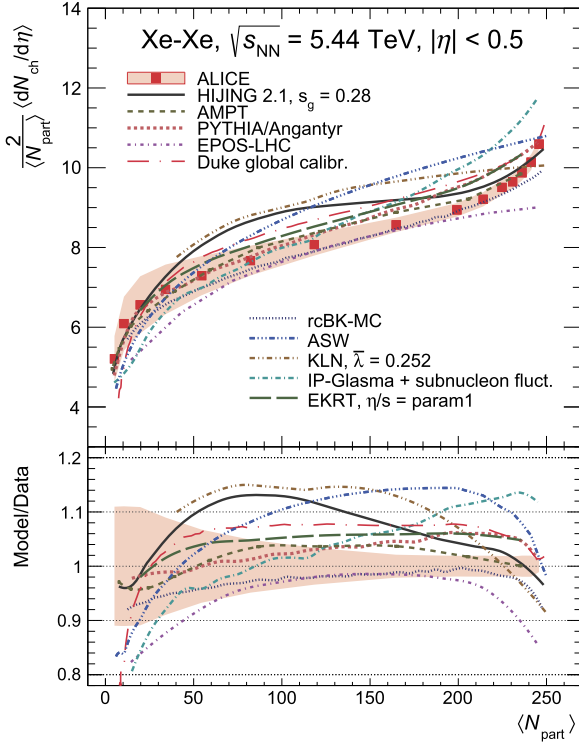 Xe-Xe, √s_NN = 5.44 TeV, |η| < 0.5
2/⟨N_part⟩ ⟨dN_ch/dη⟩
ALICE
HIJING 2.1, s_g = 0.28
AMPT
PYTHIA/Angantyr
EPOS-LHC
Duke global calibr.
14
12
10
8
6
4
rcBK-MC
ASW
KLN, λ̅ = 0.252
IP-Glasma + subnucleon fluct.
EKRT, η/s = param1
Model/Data
1.2
1.1
1
0.9
0.8
0 50 100 150 200 250
⟨N_part⟩